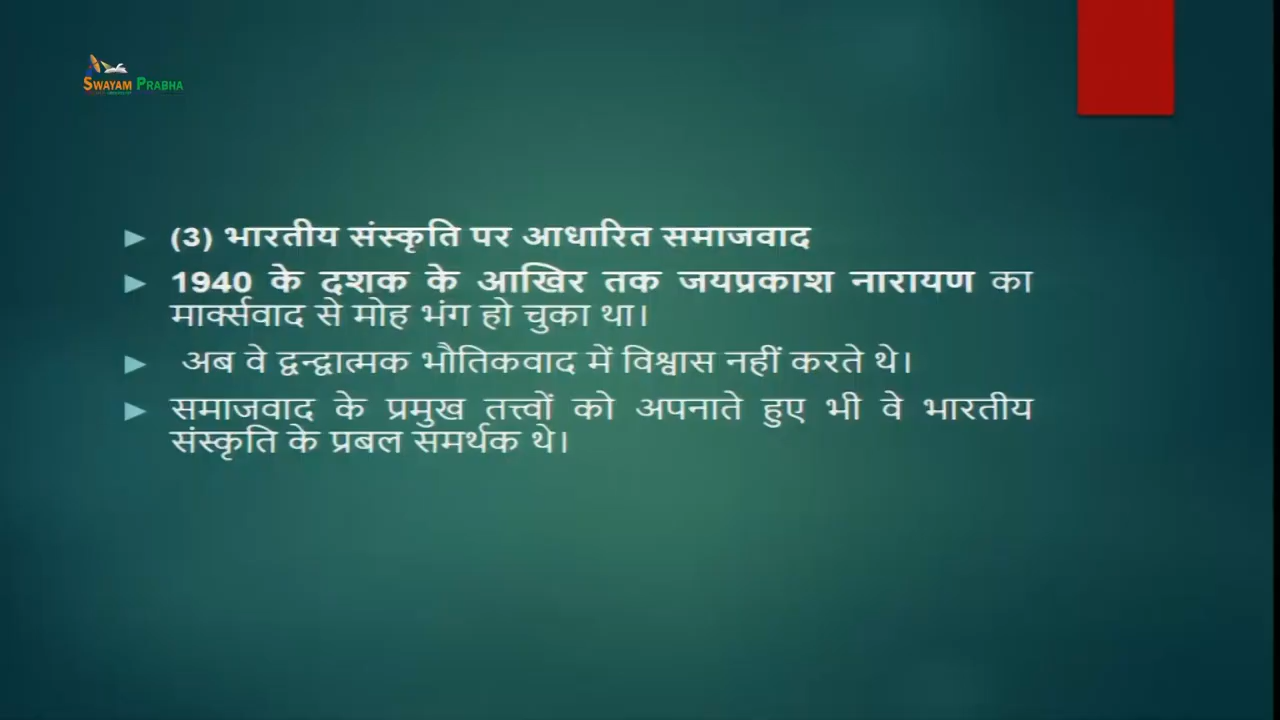 SWAYAM PRABHA
(3) भारतीय संस्कृति पर आधारित समाजवाद
1940 के दशक के आखिर तक जयप्रकाश नारायण का
मार्क्सवाद से मोह भंग हो चुका था।
अब वे द्वन्द्वात्मक भौतिकवाद में विश्वास नहीं करते थे।
समाजवाद के प्रमुख तत्त्वों को अपनाते हुए भी वे भारतीय
संस्कृति के प्रबल समर्थक थे।